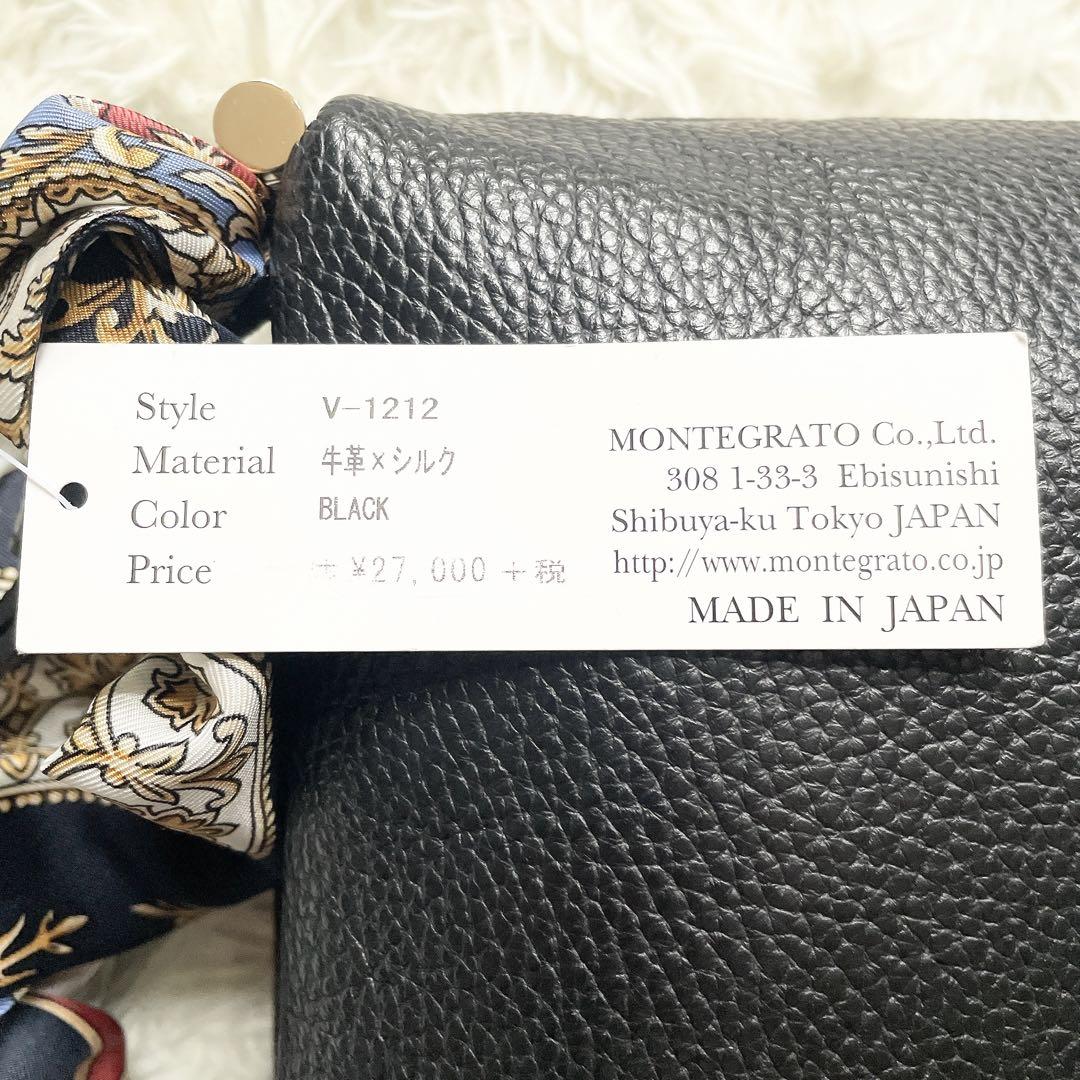 Style V-1212
Material 牛革×シルク
Color BLACK
Price ¥27,000 +税
MONTEGRATO Co.,Ltd.
308 1-33-3 Ebisunishi
Shibuya-ku Tokyo JAPAN
http://www.montegrato.co.jp
MADE IN JAPAN